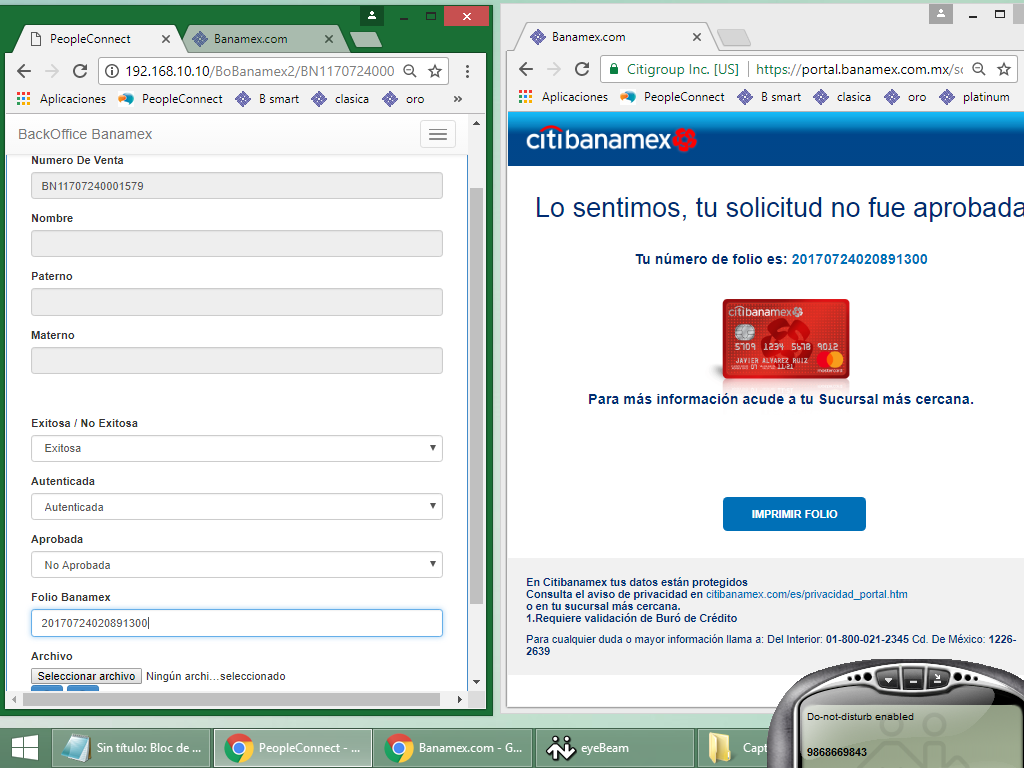 PeopleConnect
Banamex.com
192.168.10.10/BoBanamex2/BN1170724000
Aplicaciones
PeopleConnect
B smart
clasica
oro
»
BackOffice Banamex
Numero De Venta
BN11707240001579
Nombre
Paterno
Materno
Exitosa / No Exitosa
Exitosa
Autenticada
Autenticada
Aprobada
No Aprobada
Folio Banamex
20170724020891300
Archivo
Seleccionar archivo Ningún archi...seleccionado
Banamex.com
Citigroup Inc. [US] https://portal.banamex.com.mx/sc
Aplicaciones
PeopleConnect
B smart
clasica
oro
platinum
citibanamex
Lo sentimos, tu solicitud no fue aprobada
Tu número de folio es: 20170724020891300
citibanamex
5709 1234 5678 9012
JAVIER ALVAREZ RUIZ
07 11/21
mastercard
Para más información acude a tu Sucursal más cercana.
IMPRIMIR FOLIO
En Citibanamex tus datos están protegidos
Consulta el aviso de privacidad en citibanamex.com/es/privacidad_portal.htm
o en tu sucursal más cercana.
1.Requiere validación de Buró de Crédito
Para cualquier duda o mayor información llama a: Del Interior: 01-800-021-2345 Cd. De México: 1226-
2639
Do-not-disturb enabled
9868669843
Sin título: Bloc de ...
PeopleConnect - ...
Banamex.com - G...
eyeBeam
Capt